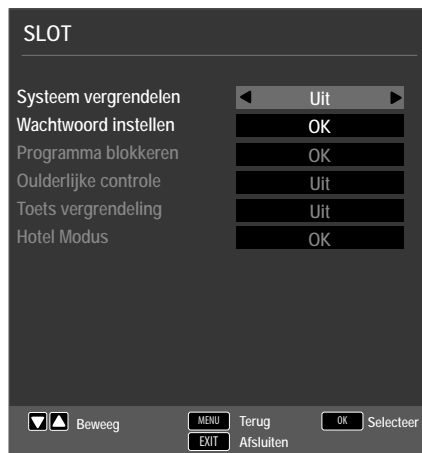 SLOT
Systeem vergrendelen Uit
Wachtwoord instellen OK
Programma blokkeren OK
Oulderlijke controle Uit
Toets vergrendeling Uit
Hotel Modus OK
Beweeg MENU Terug OK Selecteer
EXIT Afsluiten